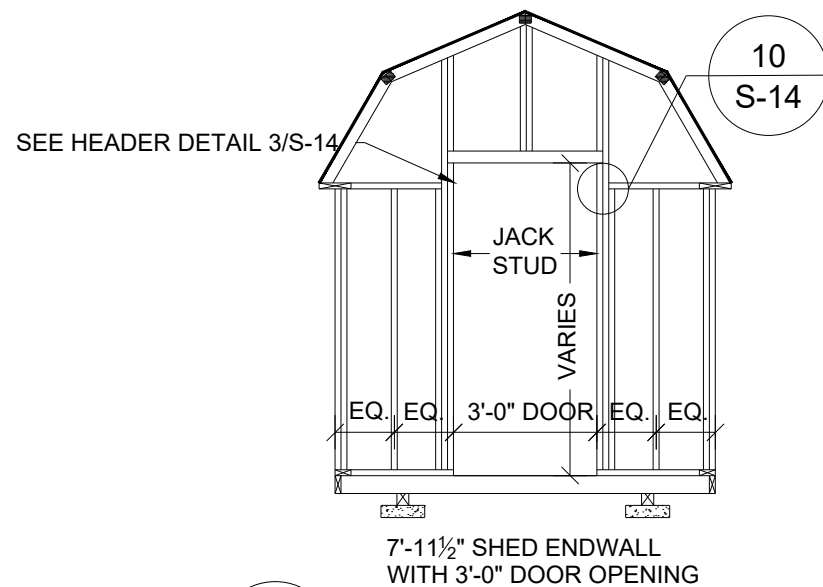 10
S-14
SEE HEADER DETAIL 3/S-14
JACK
STUD
VARIES
EQ. EQ. 3'-0" DOOR EQ. EQ.
7'-11½" SHED ENDWALL
WITH 3'-0" DOOR OPENING